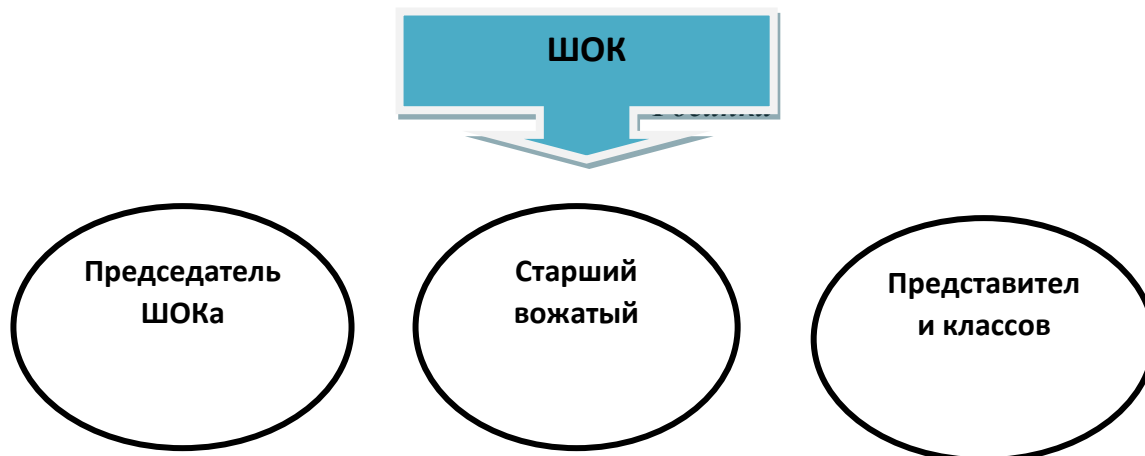 ШОК
Председатель
ШОКа
Старший
вожатый
Представител
и классов